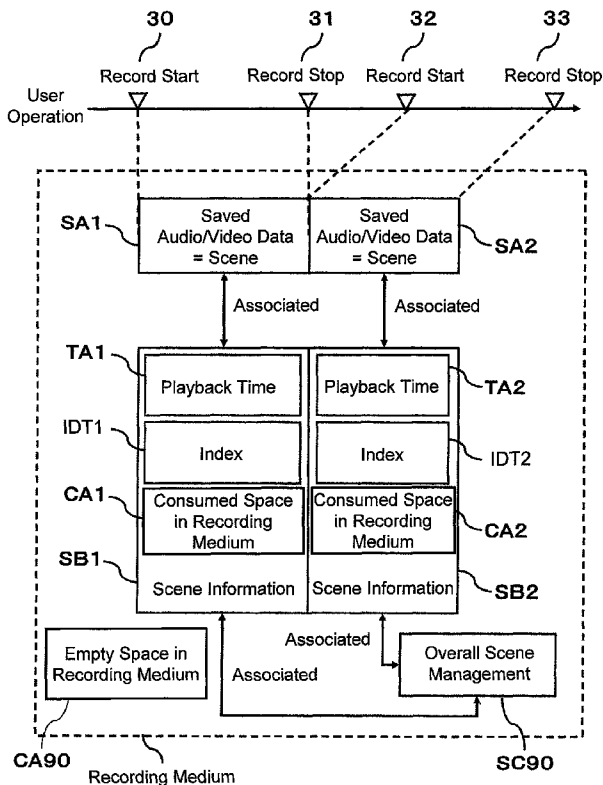 30 31 32 33
Record Start Record Stop Record Start Record Stop
User
Operation
SA1
Saved
Audio/Video Data
= Scene
Saved
Audio/Video Data
= Scene
SA2
Associated Associated
TA1
Playback Time
Playback Time
TA2
IDT1
Index
Index
IDT2
CA1
Consumed Space
in Recording
Medium
Consumed Space
in Recording
Medium
CA2
SB1
Scene Information
Scene Information
SB2
Associated
Empty Space in
Recording Medium
Associated
Overall Scene
Management
CA90
SC90
Recording Medium